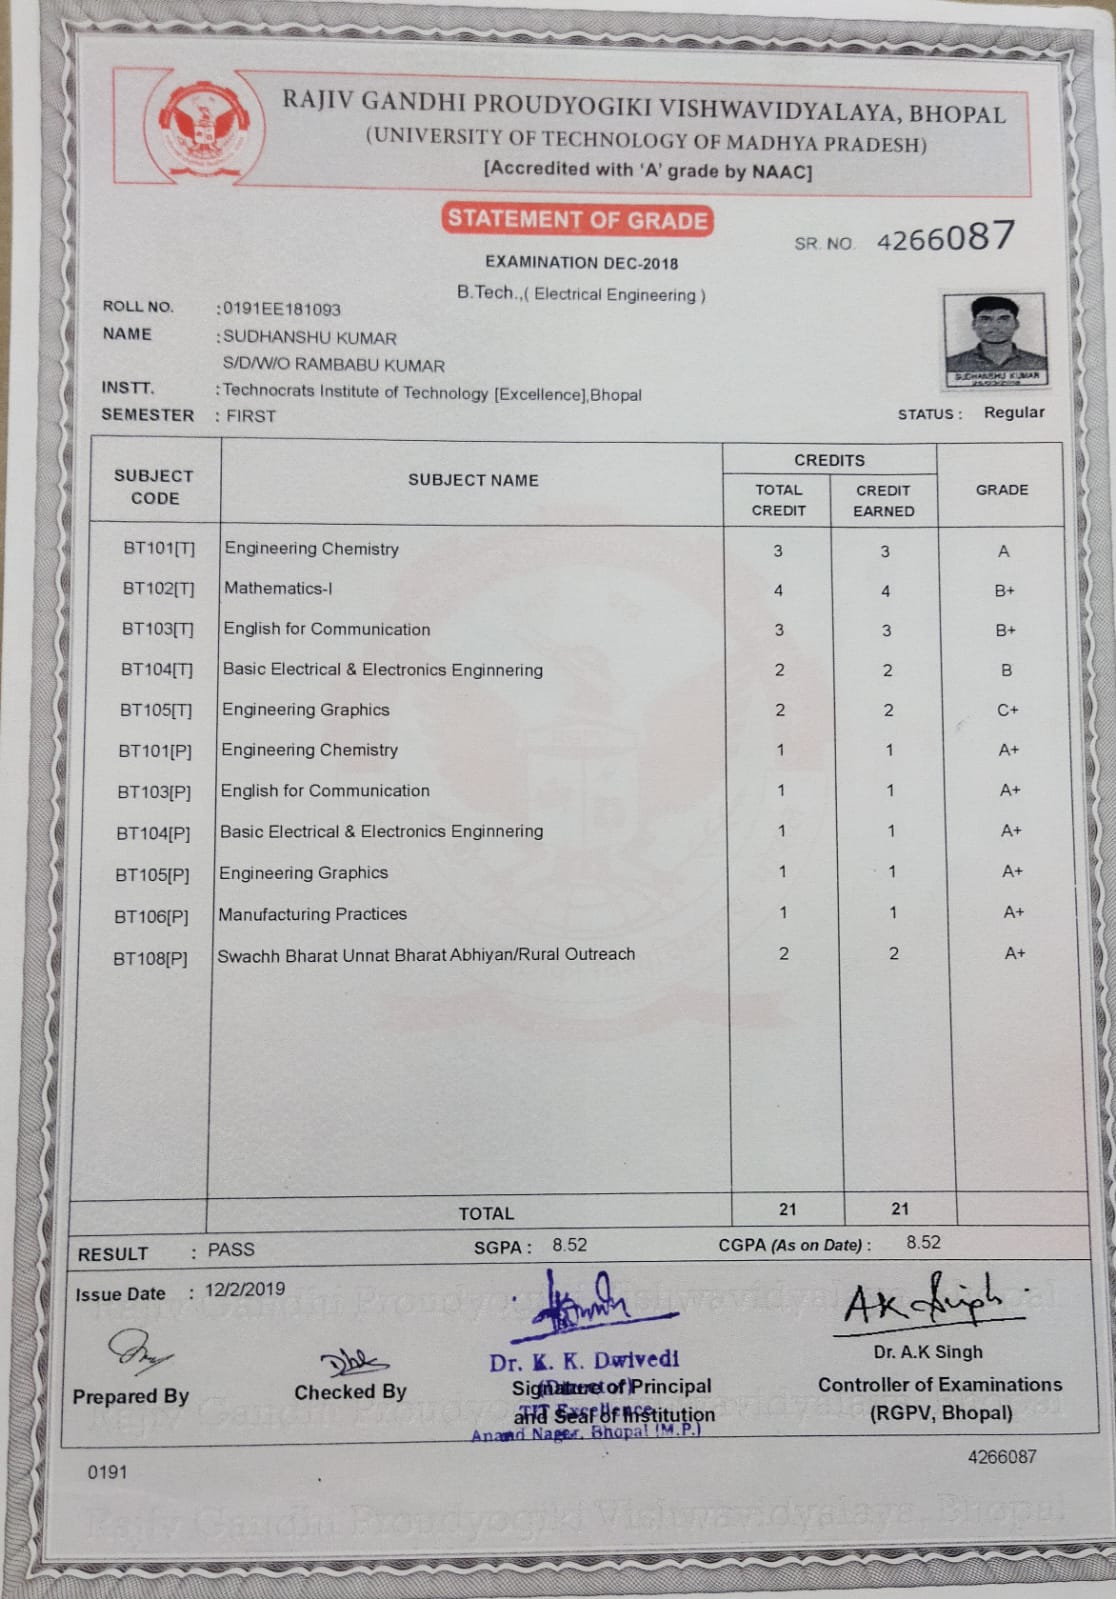 RAJIV GANDHI PROUDYOGIKI VISHWAVIDYALAYA, BHOPAL
(UNIVERSITY OF TECHNOLOGY OF MADHYA PRADESH)
[Accredited with 'A' grade by NAAC]
STATEMENT OF GRADE
SR. NO. 4266087
EXAMINATION DEC-2018
B.Tech.,( Electrical Engineering )
ROLL NO. :0191EE181093
NAME :SUDHANSHU KUMAR
S/D/W/O RAMBABU KUMAR
SUDHANSHU KUMAR
INSTT. :Technocrats Institute of Technology [Excellence],Bhopal
SEMESTER : FIRST STATUS : Regular
SUBJECT CODE SUBJECT NAME CREDITS GRADE
TOTAL CREDIT CREDIT EARNED
BT101[T] Engineering Chemistry 3 3 A
BT102[T] Mathematics-I 4 4 B+
BT103[T] English for Communication 3 3 B+
BT104[T] Basic Electrical & Electronics Enginnering 2 2 B
BT105[T] Engineering Graphics 2 2 C+
BT101[P] Engineering Chemistry 1 1 A+
BT103[P] English for Communication 1 1 A+
BT104[P] Basic Electrical & Electronics Enginnering 1 1 A+
BT105[P] Engineering Graphics 1 1 A+
BT106[P] Manufacturing Practices 1 1 A+
BT108[P] Swachh Bharat Unnat Bharat Abhiyan/Rural Outreach 2 2 A+
TOTAL 21 21
RESULT : PASS SGPA : 8.52 CGPA (As on Date) : 8.52
Issue Date : 12/2/2019
AK Singh
Dr. K. K. Dwivedi
Dr. A.K Singh
Prepared By Checked By Signature of Principal Controller of Examinations
(Director)
and Seal of Institution (RGPV, Bhopal)
TIT Excellence
Anand Nager, Bhopal (M.P.)
0191 4266087
Rajiv Gandhi Proudyogiki Vishwavidyalaya, Bhopal